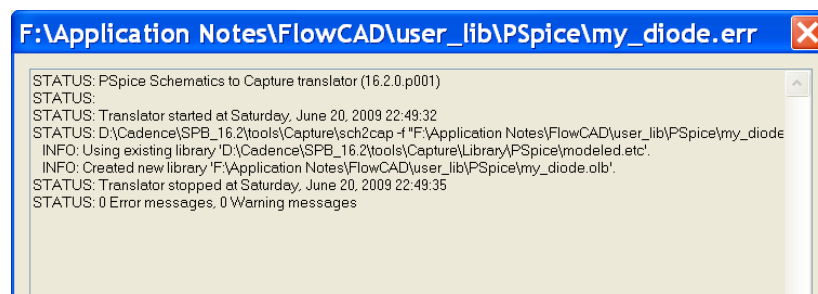 F:\Application Notes\FlowCAD\user_lib\PSpice\my_diode.err
STATUS: PSpice Schematics to Capture translator (16.2.0.p001)
STATUS:
STATUS: Translator started at Saturday, June 20, 2009 22:49:32
STATUS: D:\Cadence\SPB_16.2\tools\Capture\sch2cap -f "F:\Application Notes\FlowCAD\user_lib\PSpice\my_diode
INFO: Using existing library 'D:\Cadence\SPB_16.2\tools\Capture\Library\PSpice\modeled.etc'.
INFO: Created new library 'F:\Application Notes\FlowCAD\user_lib\PSpice\my_diode.olb'.
STATUS: Translator stopped at Saturday, June 20, 2009 22:49:35
STATUS: 0 Error messages, 0 Warning messages